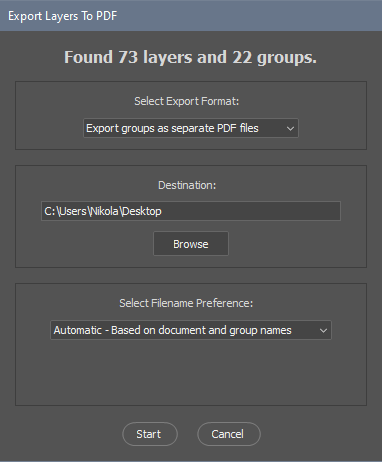 Export Layers To PDF
Found 73 layers and 22 groups.
Select Export Format:
Export groups as separate PDF files
Destination:
C:\Users\Nikola\Desktop
Browse
Select Filename Preference:
Automatic - Based on document and group names
Start
Cancel